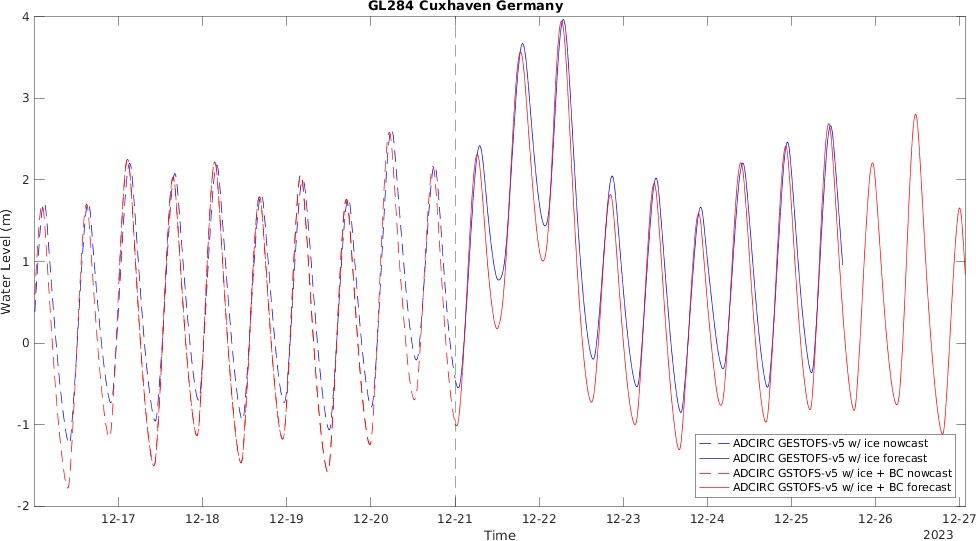 GL284 Cuxhaven Germany
4
3
2
1
0
-1
-2
Water Level (m)
12-17 12-18 12-19 12-20 12-21 12-22 12-23 12-24 12-25 12-26 12-27
Time
2023
ADCIRC GESTOFS-v5 w/ ice nowcast
ADCIRC GESTOFS-v5 w/ ice forecast
ADCIRC GSTOFS-v5 w/ ice + BC nowcast
ADCIRC GSTOFS-v5 w/ ice + BC forecast